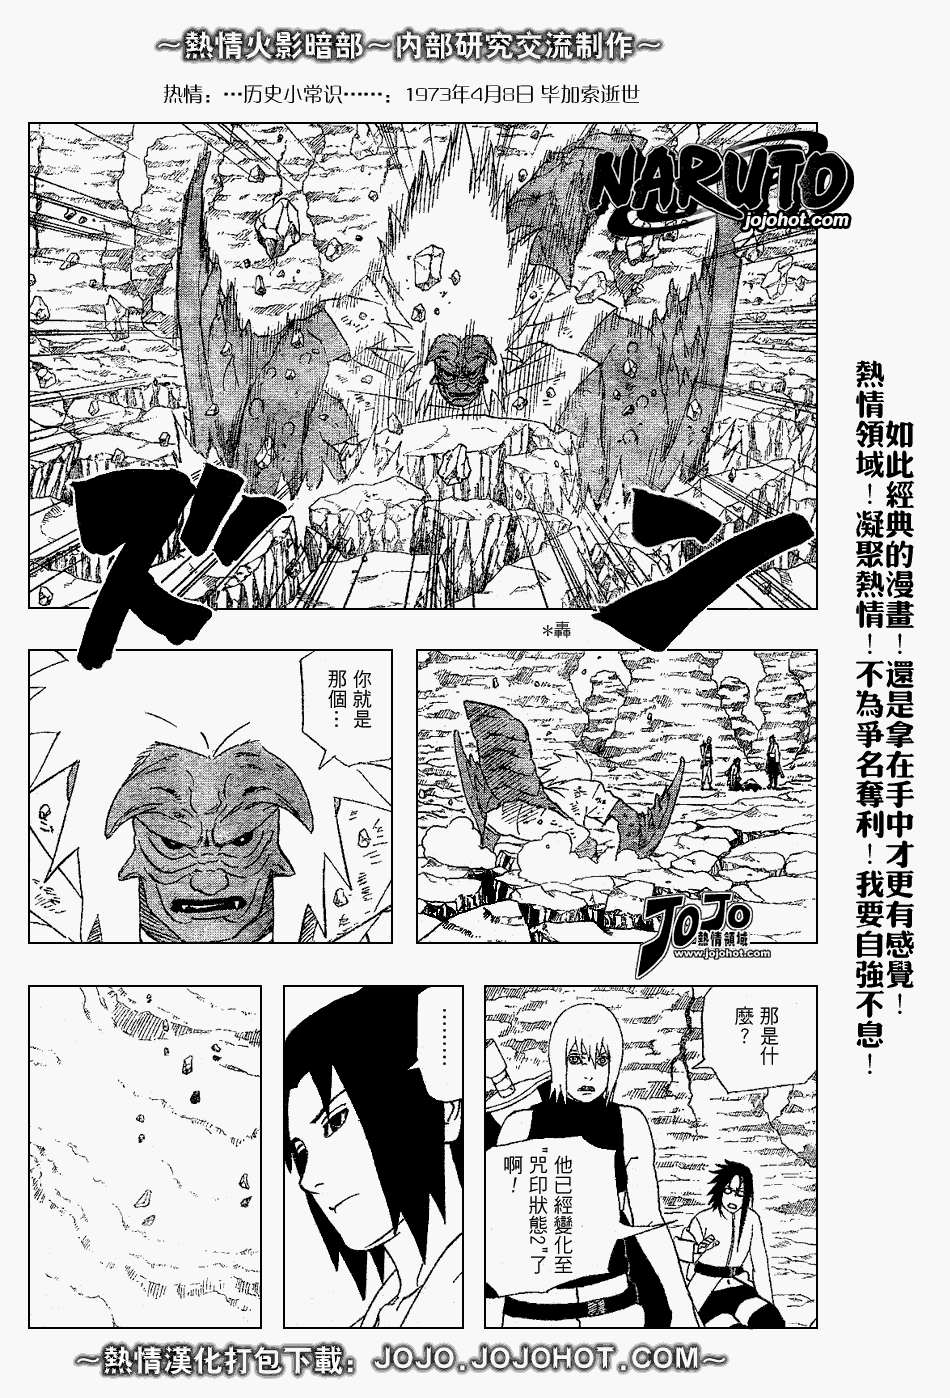 ～熱情火影暗部～内部研究交流制作～
热情：…历史小常识……：1973年4月8日 毕加索逝世
NARUTO
jojohot.com
ズン
*轟
如此經典的漫畫！還是拿在手中才更有感覺！
熱情領域！凝聚熱情！不為爭名奪利！我要自強不息！
你就是
那個…
JOJO
熱情領域
www.jojohot.com
那是什
麼？
他已經變化至
"咒印狀態2"了
啊！
………
～熱情漢化打包下載：JOJO.JOJOHOT.COM～